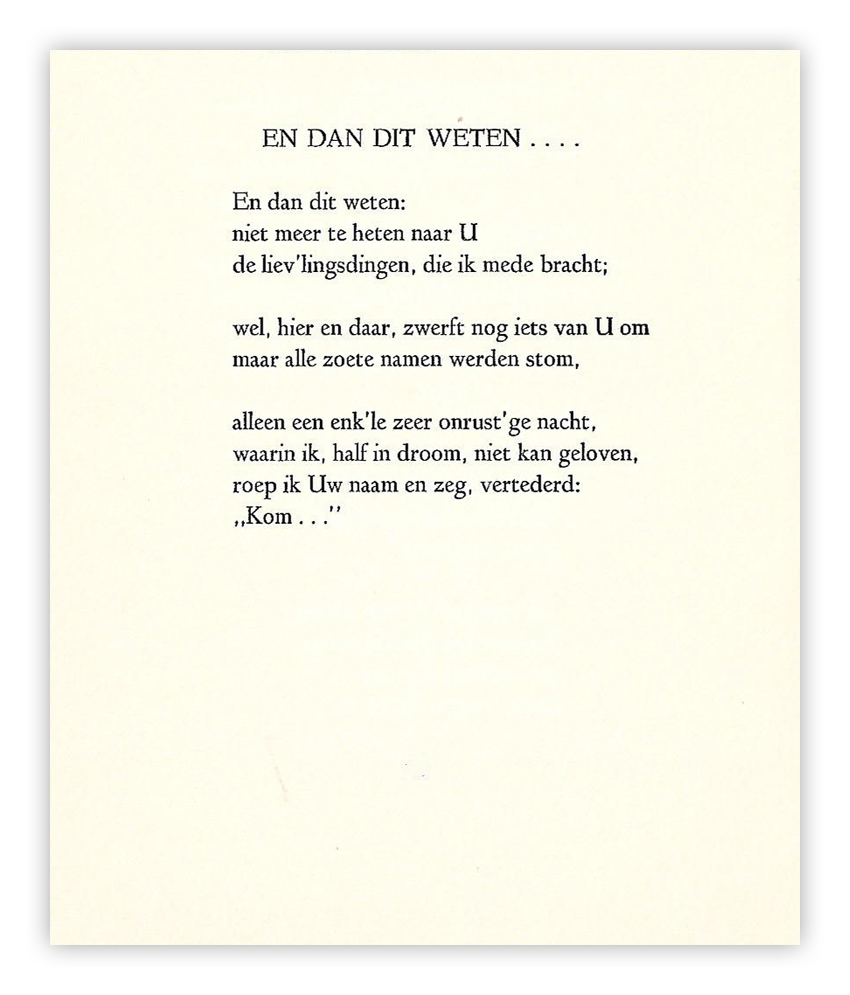 EN DAN DIT WETEN . . . .
En dan dit weten:
niet meer te heten naar U
de liev'lingsdingen, die ik mede bracht;
wel, hier en daar, zwerft nog iets van U om
maar alle zoete namen werden stom,
alleen een enk'le zeer onrust'ge nacht,
waarin ik, half in droom, niet kan geloven,
roep ik Uw naam en zeg, vertederd:
,,Kom . . .''